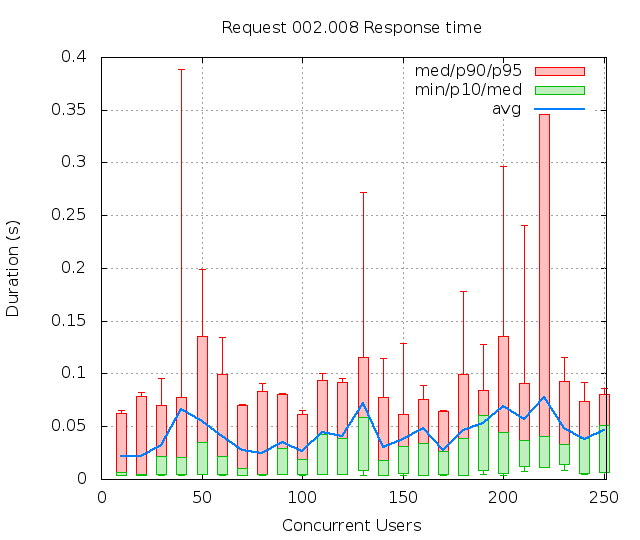 Request 002.008 Response time
0.4
0.35
0.3
0.25
0.2
0.15
0.1
0.05
0
med/p90/p95
min/p10/med
avg
Duration (s)
0 50 100 150 200 250
Concurrent Users